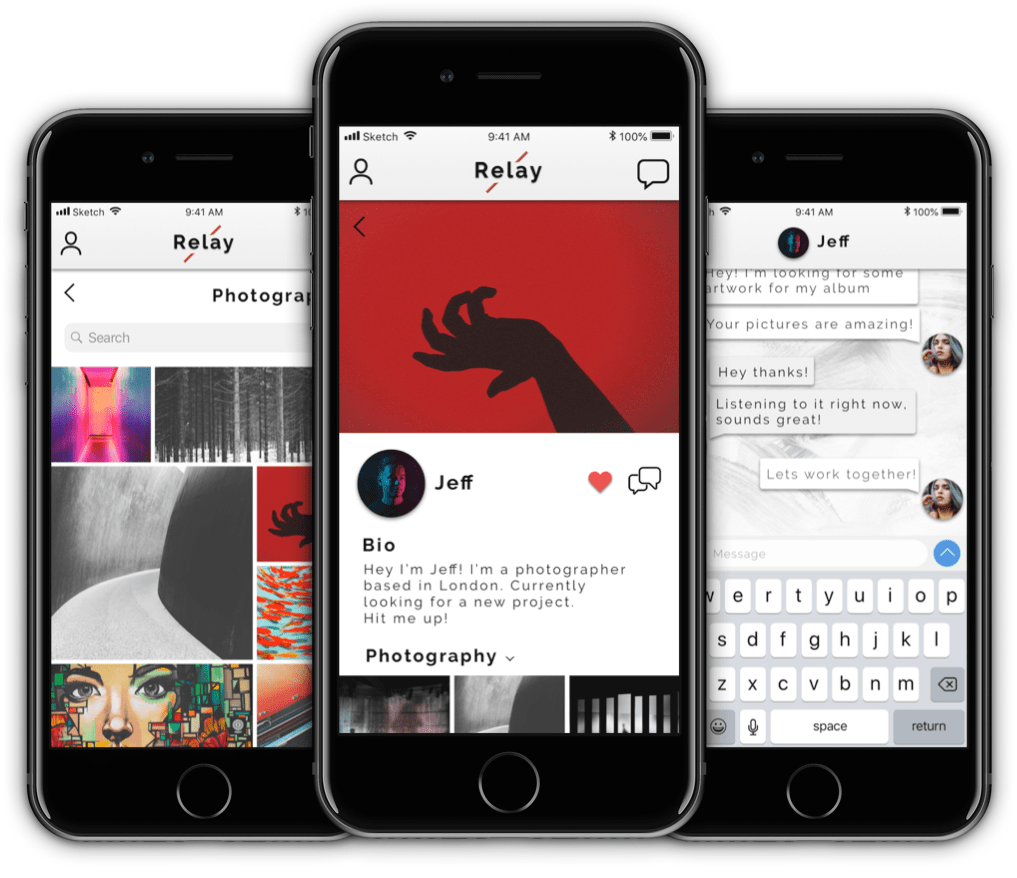 Sketch
9:41 AM
Relay
Photograp
Search
Sketch
9:41 AM
100%
Relay
Jeff
Bio
Hey I'm Jeff! I'm a photographer
based in London. Currently
looking for a new project.
Hit me up!
Photography
9:41 AM
100%
Jeff
Hey! I'm looking for some
artwork for my album
Your pictures are amazing!
Hey thanks!
Listening to it right now,
sounds great!
Lets work together!
Message
w e r t y u i o p
s d f g h j k l
z x c v b n m
space
return